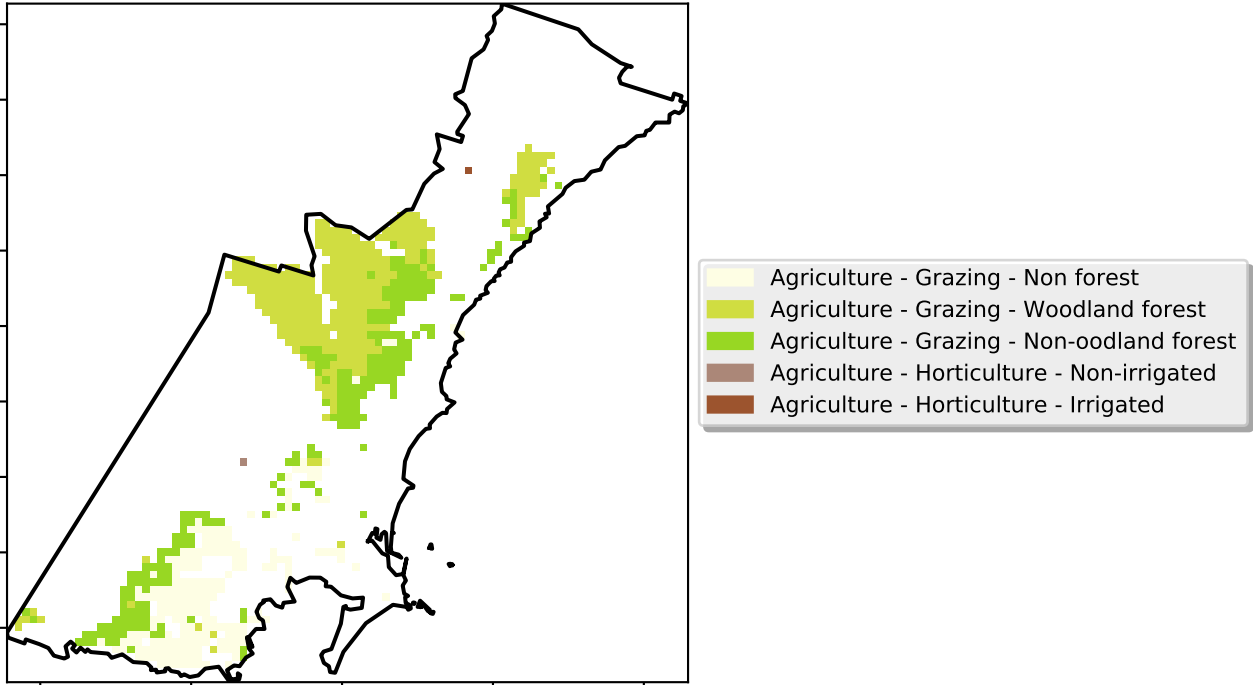 Agriculture - Grazing - Non forest
Agriculture - Grazing - Woodland forest
Agriculture - Grazing - Non-oodland forest
Agriculture - Horticulture - Non-irrigated
Agriculture - Horticulture - Irrigated